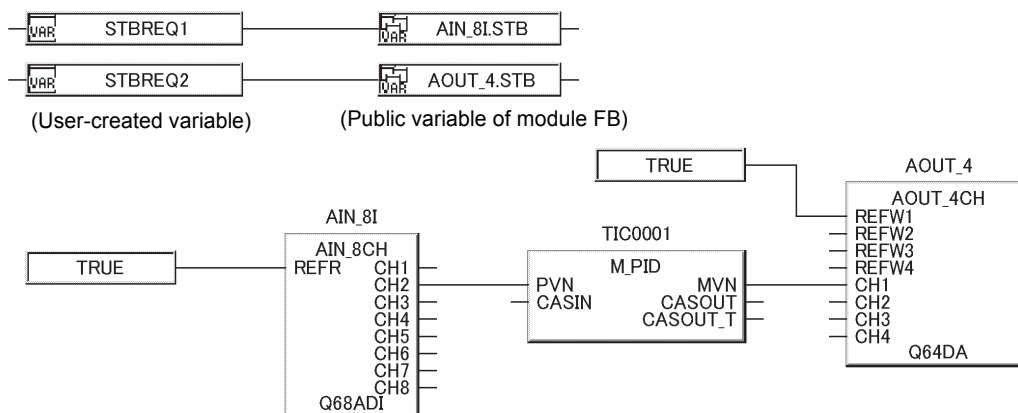 VAR STBREQ1
VAR AIN_8I.STB
VAR STBREQ2
VAR AOUT_4.STB
(User-created variable)
(Public variable of module FB)
TRUE
AOUT_4
AOUT_4CH
REFW1
REFW2
REFW3
REFW4
CH1
CH2
CH3
CH4
Q64DA
AIN_8I
AIN_8CH
TRUE
REFR
CH1
CH2
CH3
CH4
CH5
CH6
CH7
CH8
Q68ADI
TIC0001
M_PID
PVN
MVN
CASIN
CASOUT
CASOUT_T